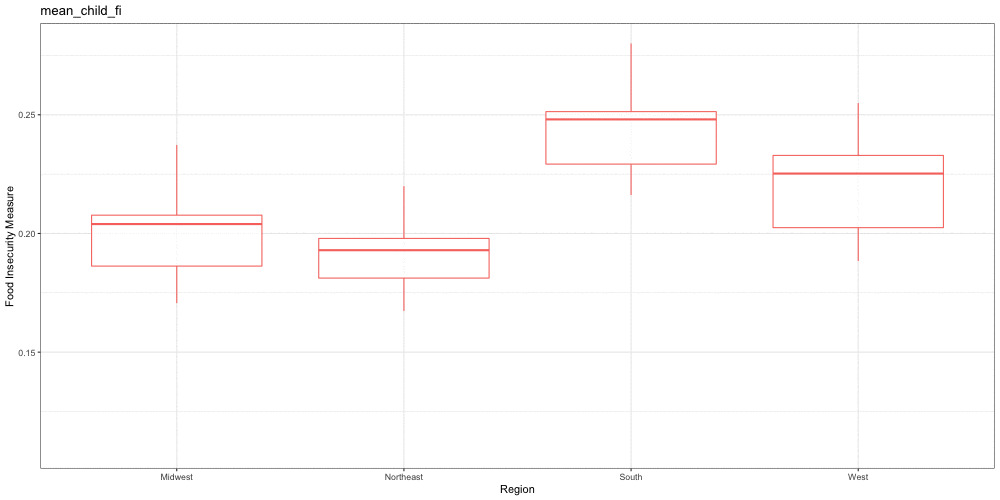 mean_child_fi
Food Insecurity Measure
0.25
0.20
0.15
Midwest
Northeast
South
West
Region